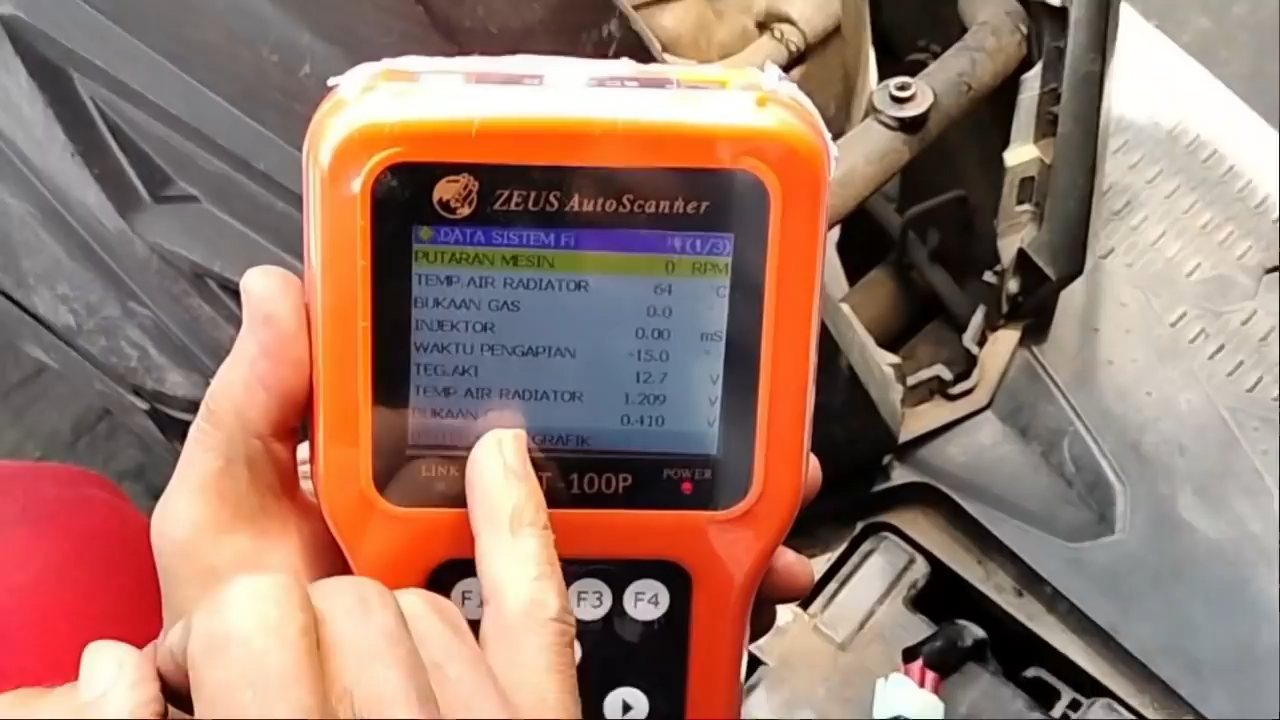 ZEUS AutoScanner
DATA SISTEM Fi (1/3)
PUTARAN MESIN 0 RPM
TEMP.AIR RADIATOR 64 °C
BUKAAN GAS 0.0 °
INJEKTOR 0.00 mS
WAKTU PENGAPIAN -15.0 °
TEG.AKI 12.7 V
TEMP AIR RADIATOR 1.209 V
BUKAAN 0.410 V
GRAFIK
LINK T-100P POWER
F3 F4